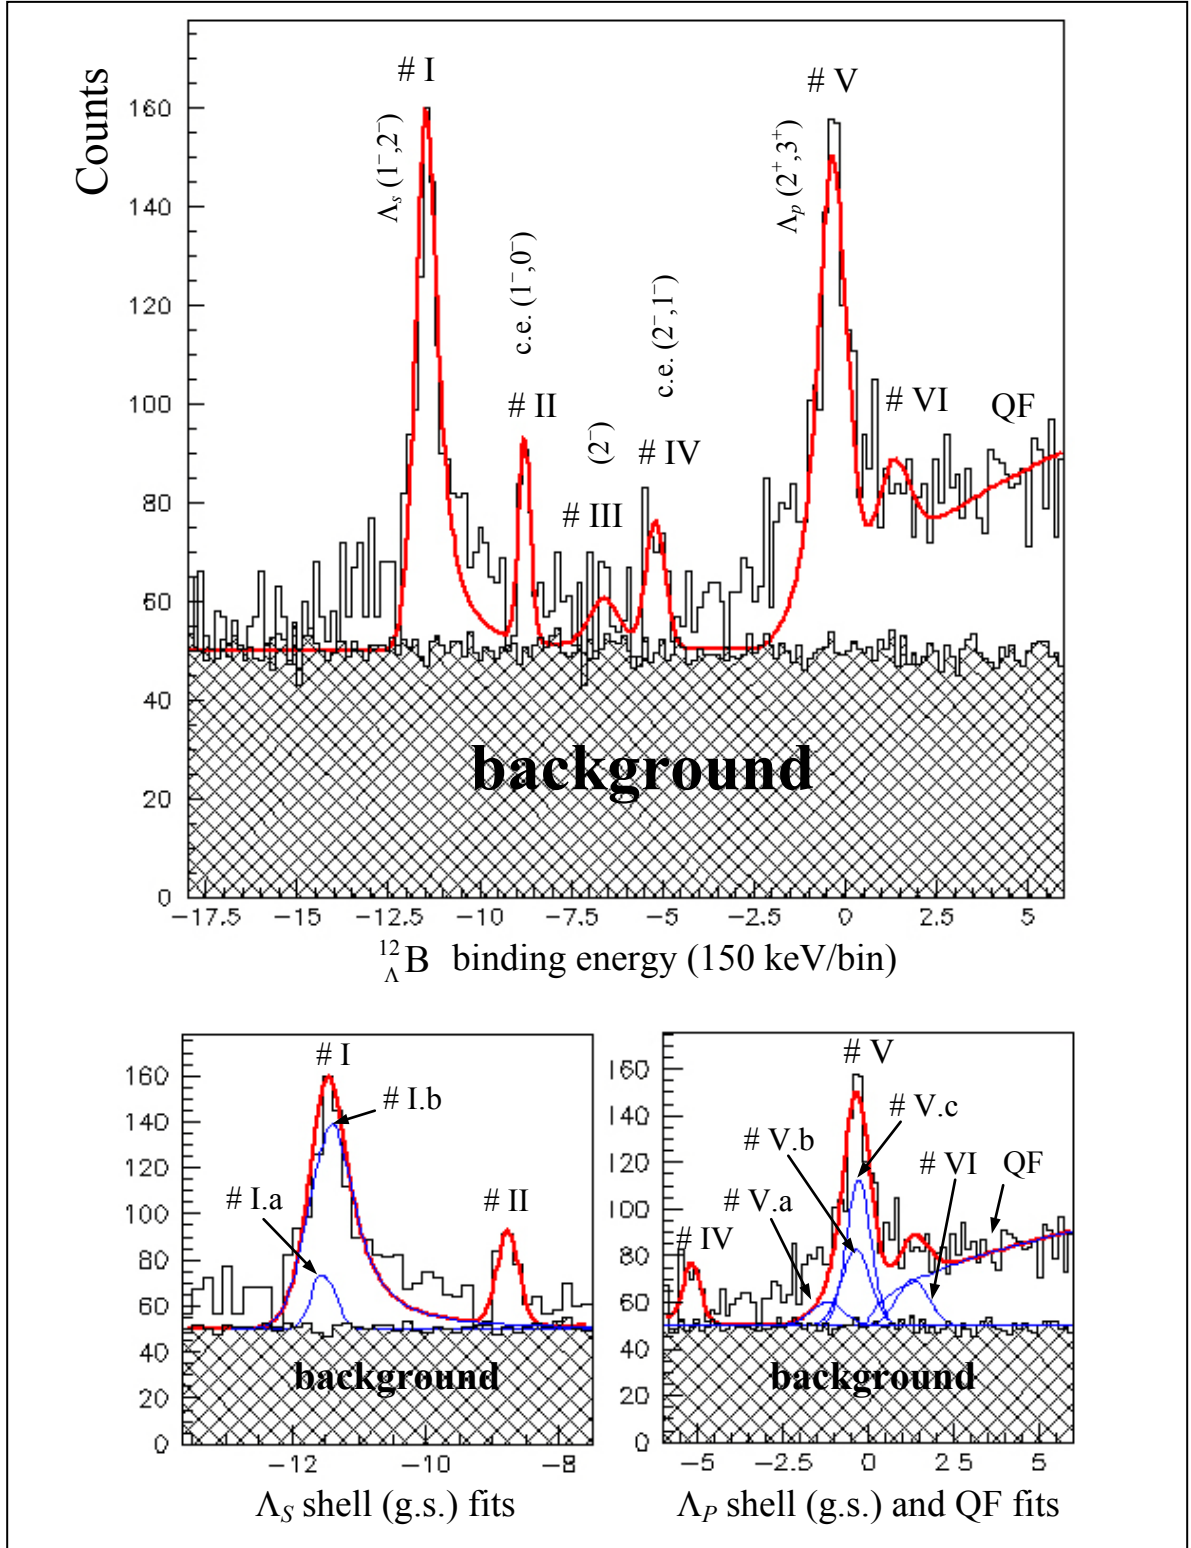 Counts
# I
# V
160
140
120
100
80
60
40
20
0
Λs (1⁻,2⁻)
c.e. (1⁻,0⁻)
# II
(2⁻)
# III
c.e. (2⁻,1⁻)
# IV
Λp (2⁺,3⁺)
# VI
QF
background
−17.5 −15 −12.5 −10 −7.5 −5 −2.5 0 2.5 5
¹²ΛB binding energy (150 keV/bin)
160
140
120
100
80
60
40
20
0
# I
# I.b
# I.a
# II
background
−12 −10 −8
ΛS shell (g.s.) fits
160
140
120
100
80
60
40
20
0
# V
# V.c
# V.b
# VI
QF
# V.a
# IV
background
−5 −2.5 0 2 5 5
ΛP shell (g.s.) and QF fits